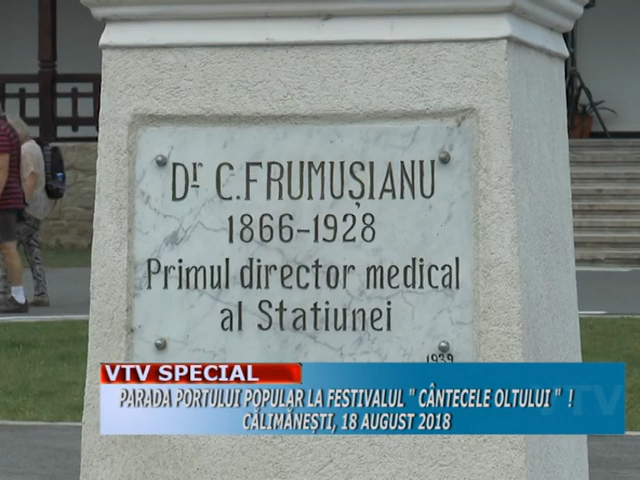 Dr C. FRUMUȘIANU
1866-1928
Primul director medical
al Statiunei
1939
VTV SPECIAL
PARADA PORTULUI POPULAR LA FESTIVALUL " CÂNTECELE OLTULUI " !
CĂLIMĂNEȘTI, 18 AUGUST 2018
VTV